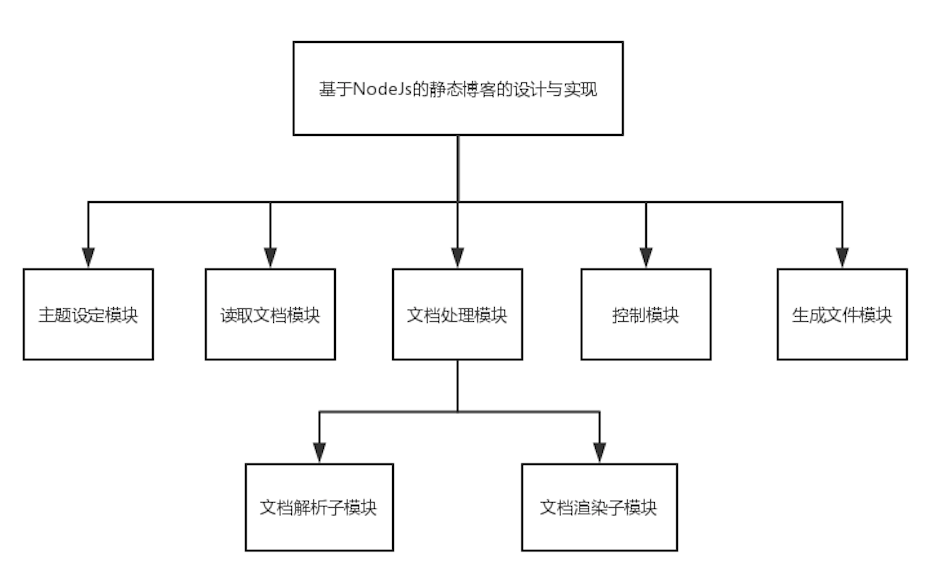 基于NodeJs的静态博客的设计与实现
主题设定模块
读取文档模块
文档处理模块
控制模块
生成文件模块
文档解析子模块
文档渲染子模块